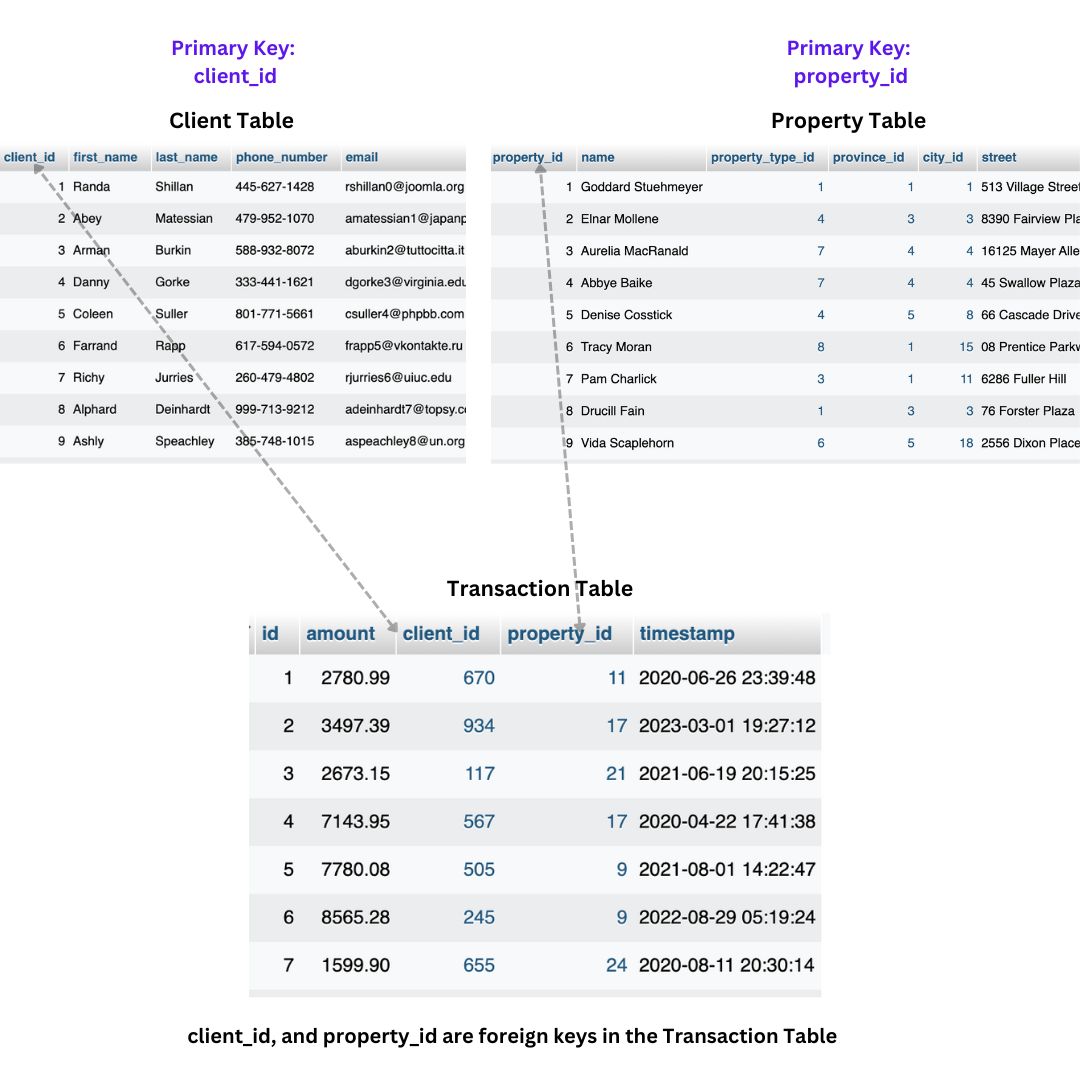 Primary Key:
client_id
Primary Key:
property_id
Client Table
Property Table
client_id first_name last_name phone_number email
1 Randa Shillan 445-627-1428 rshillan0@joomla.org
2 Abey Matessian 479-952-1070 amatessian1@japanp
3 Arman Burkin 588-932-8072 aburkin2@tuttocitta.it
4 Danny Gorke 333-441-1621 dgorke3@virginia.edu
5 Coleen Suller 801-771-5661 csuller4@phpbb.com
6 Farrand Rapp 617-594-0572 frapp5@vkontakte.ru
7 Richy Jurries 260-479-4802 rjurries6@uiuc.edu
8 Alphard Deinhardt 999-713-9212 adeinhardt7@topsy.co
9 Ashly Speachley 385-748-1015 aspeachley8@un.org
property_id name property_type_id province_id city_id street
1 Goddard Stuehmeyer 1 1 1 513 Village Street
2 Elnar Mollene 4 3 3 8390 Fairview Pla
3 Aurelia MacRanald 7 4 4 16125 Mayer Alle
4 Abbye Baike 7 4 4 45 Swallow Plaza
5 Denise Cosstick 4 5 8 66 Cascade Drive
6 Tracy Moran 8 1 15 08 Prentice Parkw
7 Pam Charlick 3 1 11 6286 Fuller Hill
8 Drucill Fain 1 3 3 76 Forster Plaza
9 Vida Scaplehorn 6 5 18 2556 Dixon Place
Transaction Table
id amount client_id property_id timestamp
1 2780.99 670 11 2020-06-26 23:39:48
2 3497.39 934 17 2023-03-01 19:27:12
3 2673.15 117 21 2021-06-19 20:15:25
4 7143.95 567 17 2020-04-22 17:41:38
5 7780.08 505 9 2021-08-01 14:22:47
6 8565.28 245 9 2022-08-29 05:19:24
7 1599.90 655 24 2020-08-11 20:30:14
client_id, and property_id are foreign keys in the Transaction Table